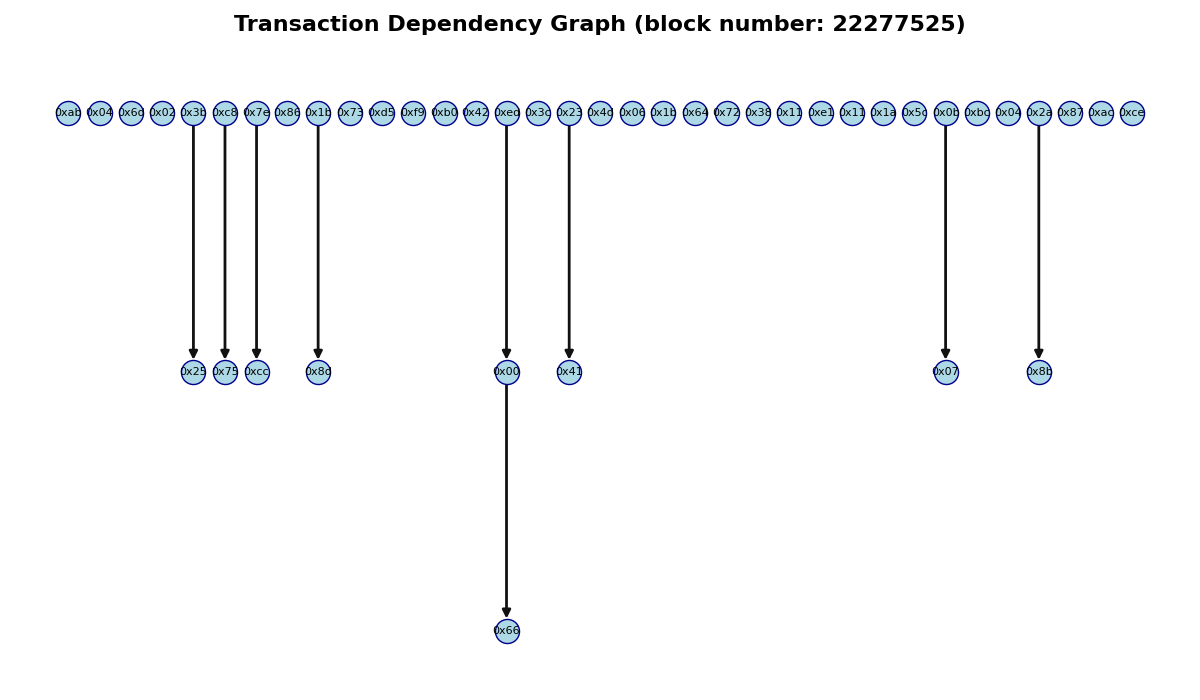 Transaction Dependency Graph (block number: 22277525)
0xab 0x04 0x6d 0x02 0x3b 0xc8 0x7e 0x86 0x1b 0x73 0xd5 0xf9 0xb0 0x42 0xed 0x3c 0x23 0x4d 0x06 0x1b 0x64 0x72 0x38 0x11 0xe1 0x11 0x1a 0x5c 0x0b 0xbc 0x04 0x2a 0x87 0xac 0xce
0x25 0x75 0xcc 0x8d 0x00 0x41 0x07 0x8b
0x66